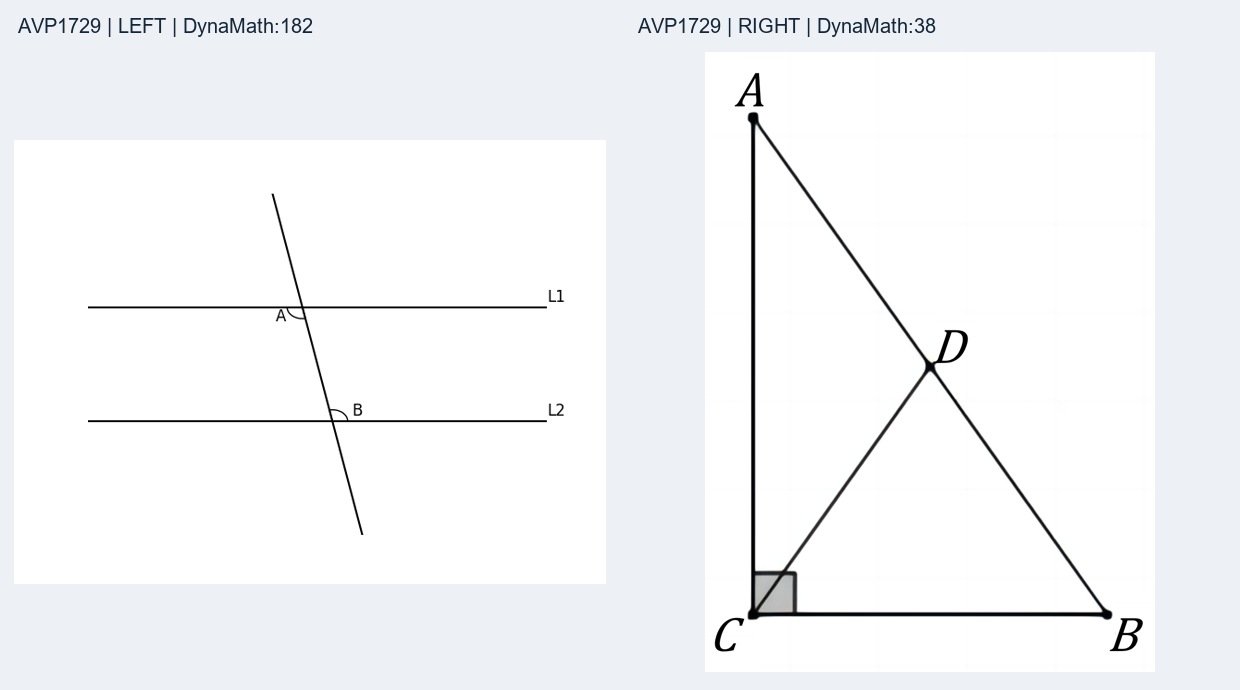 AVP1729 | LEFT | DynaMath:182
L1
A
B
L2
AVP1729 | RIGHT | DynaMath:38
A
D
C
B